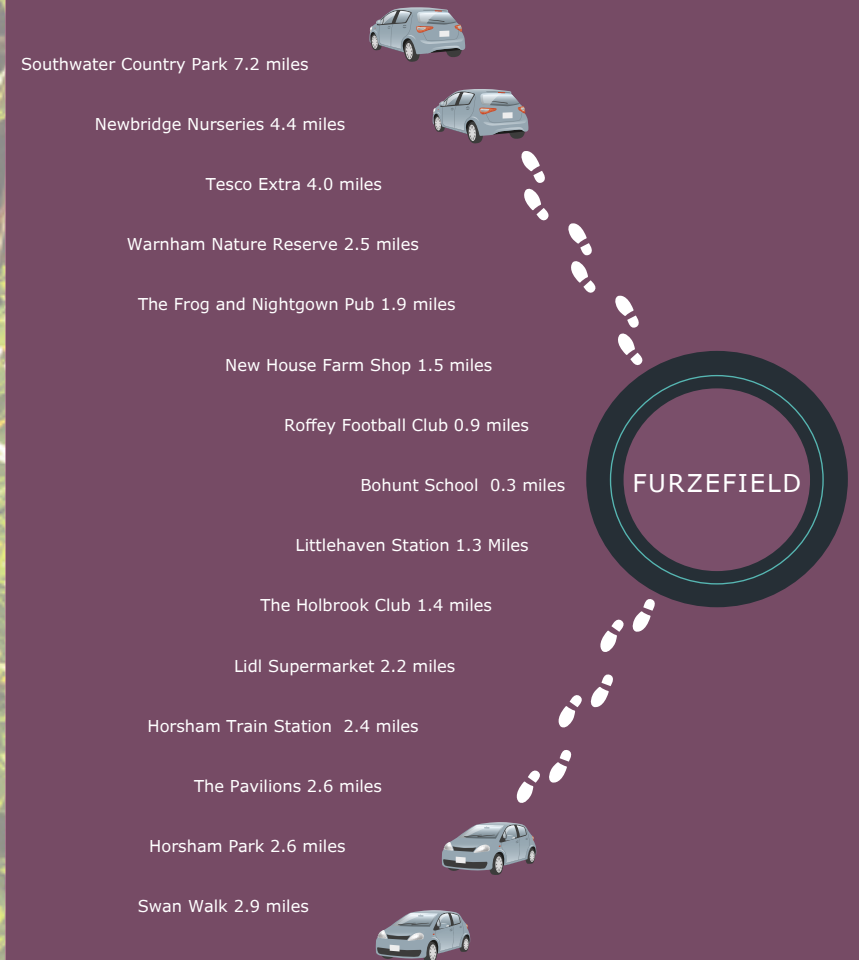 Southwater Country Park 7.2 miles
Newbridge Nurseries 4.4 miles
Tesco Extra 4.0 miles
Warnham Nature Reserve 2.5 miles
The Frog and Nightgown Pub 1.9 miles
New House Farm Shop 1.5 miles
Roffey Football Club 0.9 miles
Bohunt School  0.3 miles
FURZEFIELD
Littlehaven Station 1.3 Miles
The Holbrook Club 1.4 miles
Lidl Supermarket 2.2 miles
Horsham Train Station  2.4 miles
The Pavilions 2.6 miles
Horsham Park 2.6 miles
Swan Walk 2.9 miles